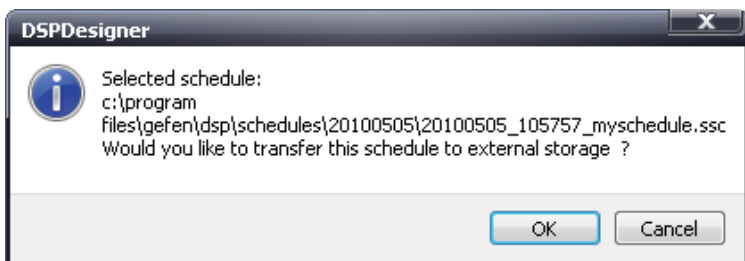 DSPDesigner
Selected schedule:
c:\program
files\gefen\dsp\schedules\20100505\20100505_105757_myschedule.ssc
Would you like to transfer this schedule to external storage  ?
OK
Cancel